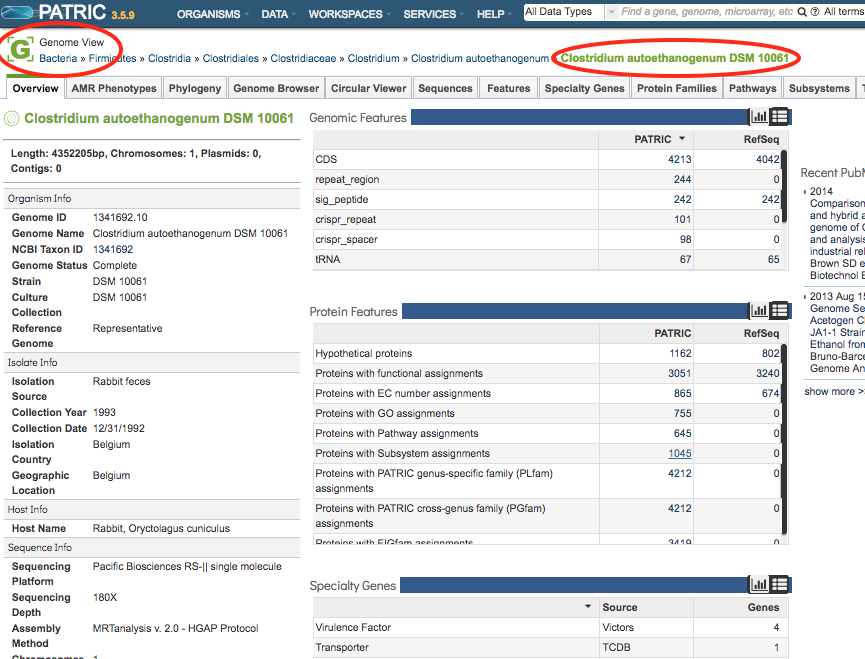 PATRIC 3.5.9
ORGANISMS DATA WORKSPACES SERVICES HELP All Data Types Find a gene, genome, microarray, etc All terms
G Genome View
Bacteria » Firmicutes » Clostridia » Clostridiales » Clostridiaceae » Clostridium » Clostridium autoethanogenum » Clostridium autoethanogenum DSM 10061
Overview AMR Phenotypes Phylogeny Genome Browser Circular Viewer Sequences Features Specialty Genes Protein Families Pathways Subsystems
Clostridium autoethanogenum DSM 10061
Length: 4352205bp, Chromosomes: 1, Plasmids: 0,
Contigs: 0
Organism Info
Genome ID 1341692.10
Genome Name Clostridium autoethanogenum DSM 10061
NCBI Taxon ID 1341692
Genome Status Complete
Strain DSM 10061
Culture DSM 10061
Collection
Reference Representative
Genome
Isolate Info
Isolation Rabbit feces
Source
Collection Year 1993
Collection Date 12/31/1992
Isolation Belgium
Country
Geographic Belgium
Location
Host Info
Host Name Rabbit, Oryctolagus cuniculus
Sequence Info
Sequencing Pacific Biosciences RS-|| single molecule
Platform
Sequencing 180X
Depth
Assembly MRTanalysis v. 2.0 - HGAP Protocol
Method
Chromosomes 1
Genomic Features
PATRIC RefSeq
CDS 4213 4042
repeat_region 244 0
sig_peptide 242 242
crispr_repeat 101 0
crispr_spacer 98 0
tRNA 67 65
Protein Features
PATRIC RefSeq
Hypothetical proteins 1162 802
Proteins with functional assignments 3051 3240
Proteins with EC number assignments 865 674
Proteins with GO assignments 755 0
Proteins with Pathway assignments 645 0
Proteins with Subsystem assignments 1045 0
Proteins with PATRIC genus-specific family (PLfam) 4212 0
assignments
Proteins with PATRIC cross-genus family (PGfam) 4212 0
assignments
Proteins with FIGfam assignments 3419 0
Specialty Genes
Source Genes
Virulence Factor Victors 4
Transporter TCDB 1
Recent PubM
2014
Comparison
and hybrid a
genome of C
and analysis
industrial rel
Brown SD e
Biotechnol B
2013 Aug 15
Genome Se
Acetogen Cl
JA1-1 Strain
Ethanol from
Bruno-Barce
Genome An
show more >